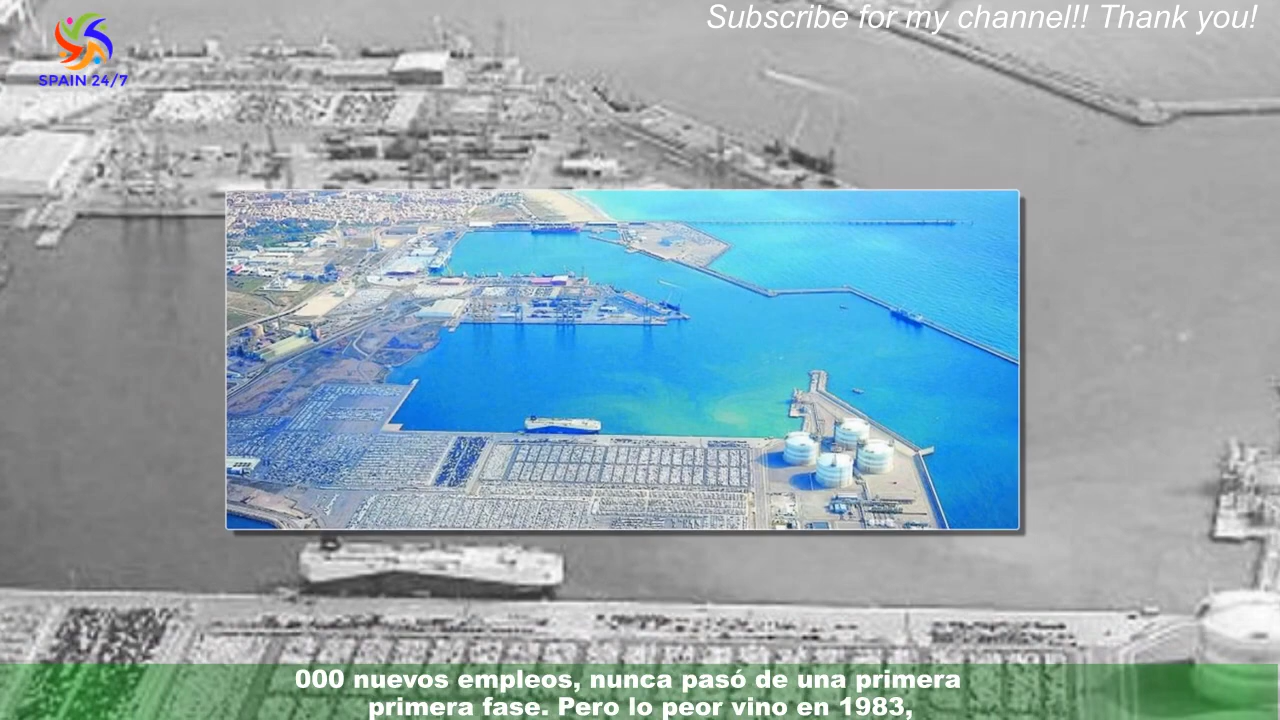 Subscribe for my channel!! Thank you!
SPAIN 24/7
000 nuevos empleos, nunca pasó de una primera
primera fase. Pero lo peor vino en 1983,